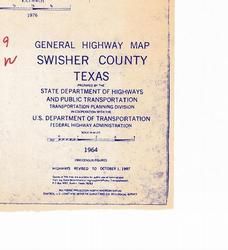 1976
9
N
GENERAL HIGHWAY MAP
SWISHER COUNTY
TEXAS
PREPARED BY THE
STATE DEPARTMENT OF HIGHWAYS
AND PUBLIC TRANSPORTATION
TRANSPORTATION PLANNING DIVISION
IN COOPERATION WITH THE
U.S. DEPARTMENT OF TRANSPORTATION
FEDERAL HIGHWAY ADMINISTRATION
1964
HIGHWAYS REVISED TO OCTOBER 1, 1987